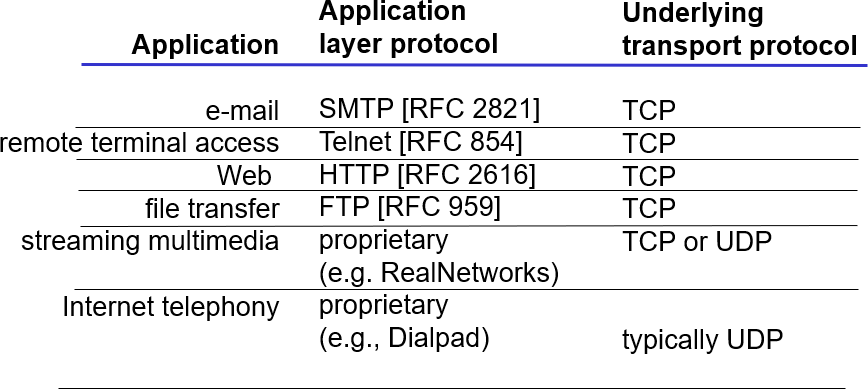 Application Application layer protocol Underlying transport protocol
e-mail SMTP [RFC 2821] TCP
remote terminal access Telnet [RFC 854] TCP
Web HTTP [RFC 2616] TCP
file transfer FTP [RFC 959] TCP
streaming multimedia proprietary TCP or UDP
(e.g. RealNetworks)
Internet telephony proprietary
(e.g., Dialpad) typically UDP